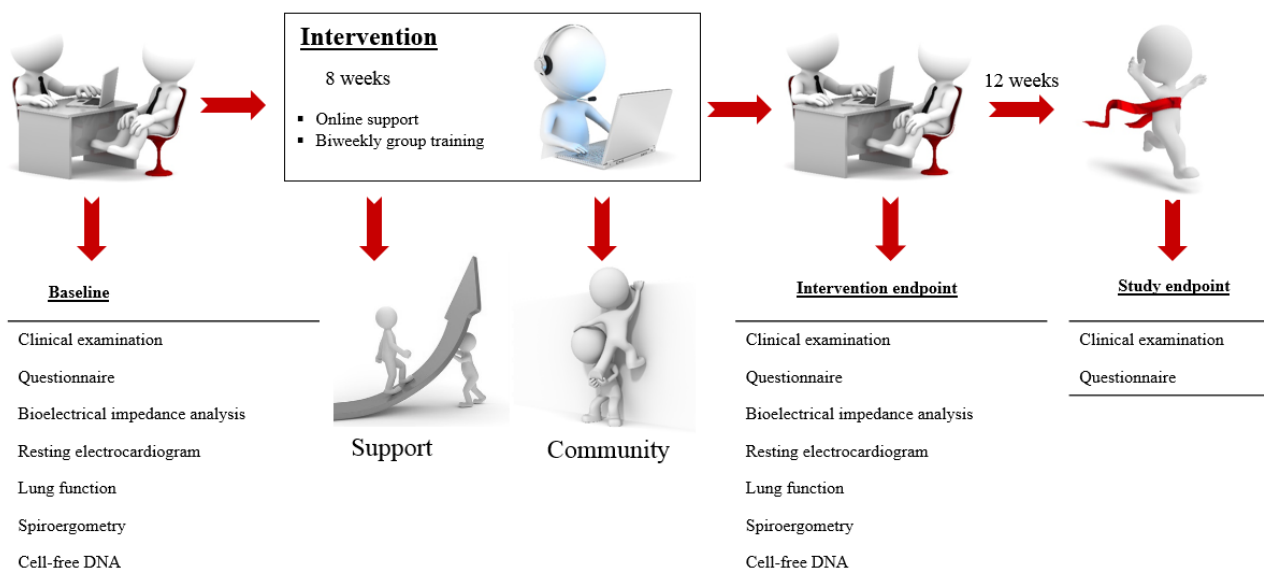 Intervention
8 weeks
▪ Online support
▪ Biweekly group training
12 weeks
Baseline
Clinical examination
Questionnaire
Bioelectrical impedance analysis
Resting electrocardiogram
Lung function
Spiroergometry
Cell-free DNA
Support
Community
Intervention endpoint
Clinical examination
Questionnaire
Bioelectrical impedance analysis
Resting electrocardiogram
Lung function
Spiroergometry
Cell-free DNA
Study endpoint
Clinical examination
Questionnaire